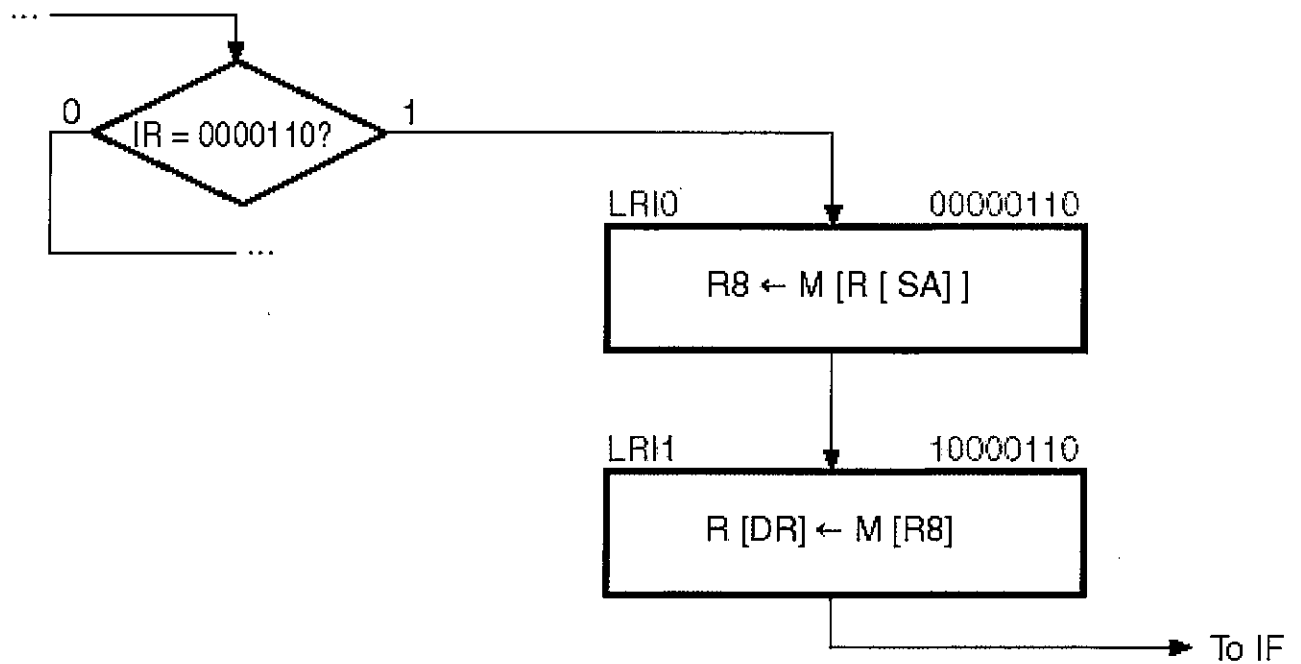 ...
0
1
IR = 0000110?
...
LRI0 00000110
R8 ← M [R [ SA] ]
LRI1 10000110
R [DR] ← M [R8]
To IF